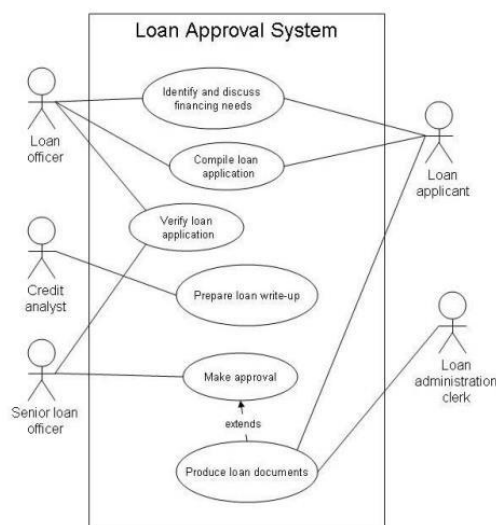 Loan Approval System
Identify and discuss
financing needs
Loan
officer
Compile loan
application
Loan
applicant
Verify loan
application
Credit
analyst
Prepare loan write-up
Loan
administration
clerk
Senior loan
officer
Make approval
extends
Produce loan documents